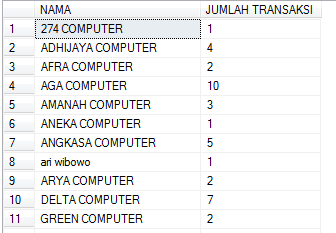 NAMA JUMLAH TRANSAKSI
1 274 COMPUTER 1
2 ADHIJAYA COMPUTER 4
3 AFRA COMPUTER 2
4 AGA COMPUTER 10
5 AMANAH COMPUTER 3
6 ANEKA COMPUTER 1
7 ANGKASA COMPUTER 5
8 ari wibowo 1
9 ARYA COMPUTER 2
10 DELTA COMPUTER 7
11 GREEN COMPUTER 2